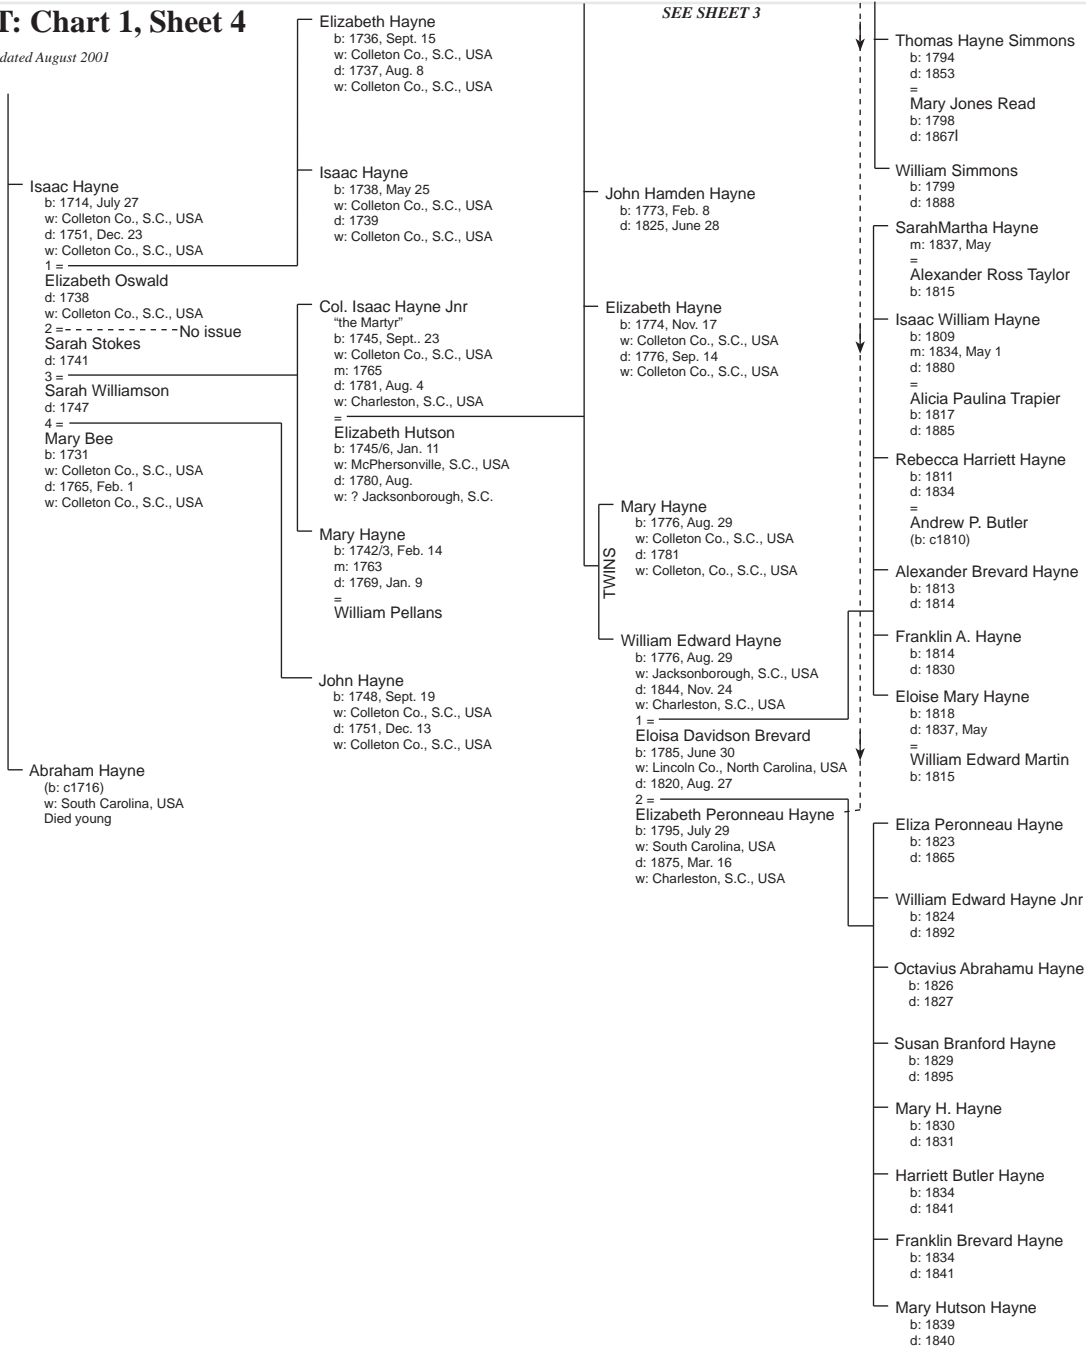 T: Chart 1, Sheet 4
dated August 2001
Isaac Hayne
b: 1714, July 27
w: Colleton Co., S.C., USA
d: 1751, Dec. 23
w: Colleton Co., S.C., USA
1 =
Elizabeth Oswald
d: 1738
w: Colleton Co., S.C., USA
2 = No issue
Sarah Stokes
d: 1741
3 =
Sarah Williamson
d: 1747
4 =
Mary Bee
b: 1731
w: Colleton Co., S.C., USA
d: 1765, Feb. 1
w: Colleton Co., S.C., USA
Abraham Hayne
(b: c1716)
w: South Carolina, USA
Died young
Elizabeth Hayne
b: 1736, Sept. 15
w: Colleton Co., S.C., USA
d: 1737, Aug. 8
w: Colleton Co., S.C., USA
Isaac Hayne
b: 1738, May 25
w: Colleton Co., S.C., USA
d: 1739
w: Colleton Co., S.C., USA
Col. Isaac Hayne Jnr
"the Martyr"
b: 1745, Sept.. 23
w: Colleton Co., S.C., USA
m: 1765
d: 1781, Aug. 4
w: Charleston, S.C., USA
=
Elizabeth Hutson
b: 1745/6, Jan. 11
w: McPhersonville, S.C., USA
d: 1780, Aug.
w: ? Jacksonborough, S.C.
Mary Hayne
b: 1742/3, Feb. 14
m: 1763
d: 1769, Jan. 9
=
William Pellans
John Hayne
b: 1748, Sept. 19
w: Colleton Co., S.C., USA
d: 1751, Dec. 13
w: Colleton Co., S.C., USA
SEE SHEET 3
John Hamden Hayne
b: 1773, Feb. 8
d: 1825, June 28
Elizabeth Hayne
b: 1774, Nov. 17
w: Colleton Co., S.C., USA
d: 1776, Sep. 14
w: Colleton Co., S.C., USA
TWINS
Mary Hayne
b: 1776, Aug. 29
w: Colleton Co., S.C., USA
d: 1781
w: Colleton, Co., S.C., USA
William Edward Hayne
b: 1776, Aug. 29
w: Jacksonborough, S.C., USA
d: 1844, Nov. 24
w: Charleston, S.C., USA
1 =
Eloisa Davidson Brevard
b: 1785, June 30
w: Lincoln Co., North Carolina, USA
d: 1820, Aug. 27
2 =
Elizabeth Peronneau Hayne
b: 1795, July 29
w: South Carolina, USA
d: 1875, Mar. 16
w: Charleston, S.C., USA
Thomas Hayne Simmons
b: 1794
d: 1853
=
Mary Jones Read
b: 1798
d: 1867l
William Simmons
b: 1799
d: 1888
SarahMartha Hayne
m: 1837, May
=
Alexander Ross Taylor
b: 1815
Isaac William Hayne
b: 1809
m: 1834, May 1
d: 1880
=
Alicia Paulina Trapier
b: 1817
d: 1885
Rebecca Harriett Hayne
b: 1811
d: 1834
=
Andrew P. Butler
(b: c1810)
Alexander Brevard Hayne
b: 1813
d: 1814
Franklin A. Hayne
b: 1814
d: 1830
Eloise Mary Hayne
b: 1818
d: 1837, May
=
William Edward Martin
b: 1815
Eliza Peronneau Hayne
b: 1823
d: 1865
William Edward Hayne Jnr
b: 1824
d: 1892
Octavius Abrahamu Hayne
b: 1826
d: 1827
Susan Branford Hayne
b: 1829
d: 1895
Mary H. Hayne
b: 1830
d: 1831
Harriett Butler Hayne
b: 1834
d: 1841
Franklin Brevard Hayne
b: 1834
d: 1841
Mary Hutson Hayne
b: 1839
d: 1840